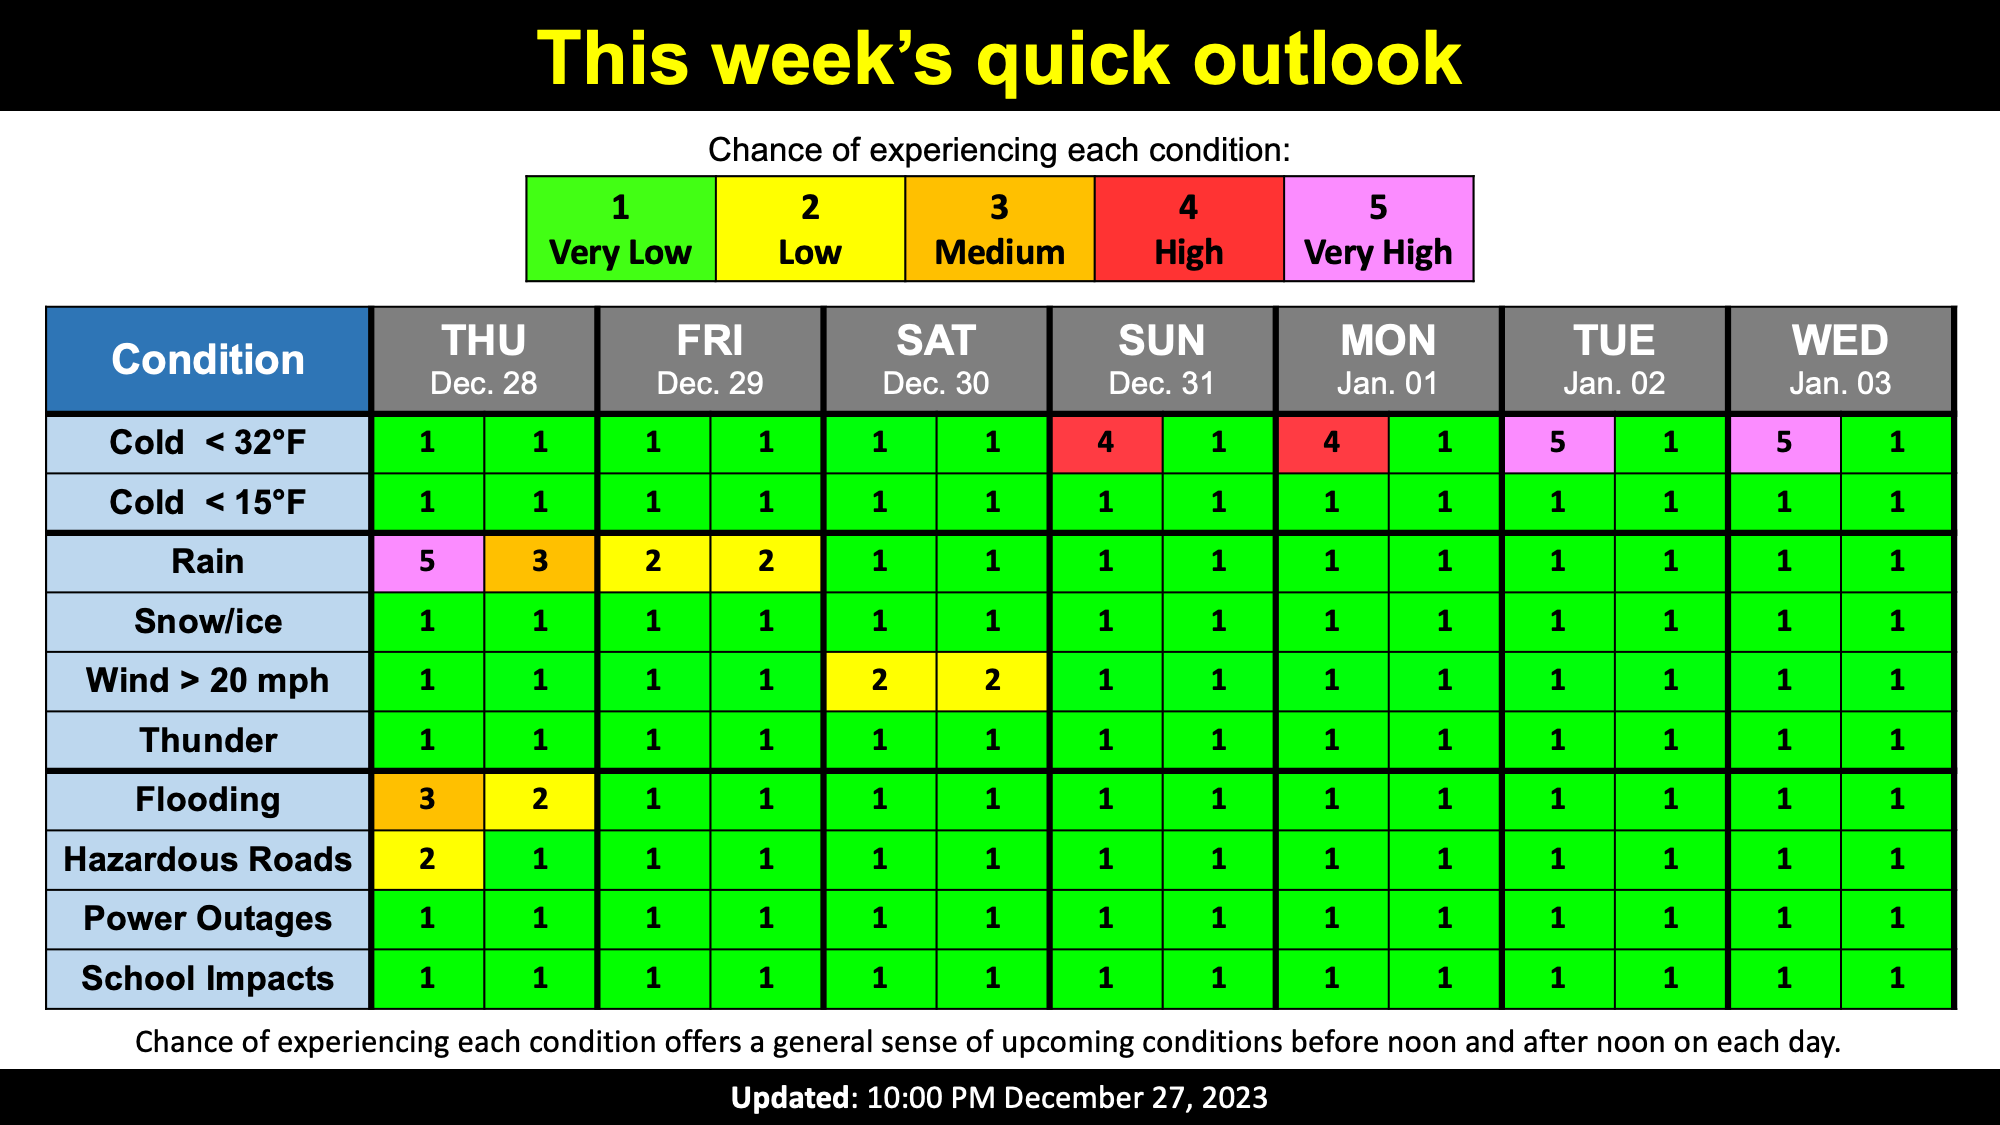 This week’s quick outlook
Chance of experiencing each condition:
1 2 3 4 5
Very Low Low Medium High Very High
Condition THU FRI SAT SUN MON TUE WED
Dec. 28 Dec. 29 Dec. 30 Dec. 31 Jan. 01 Jan. 02 Jan. 03
Cold < 32°F 1 1 1 1 1 1 4 1 4 1 5 1 5 1
Cold < 15°F 1 1 1 1 1 1 1 1 1 1 1 1 1 1
Rain 5 3 2 2 1 1 1 1 1 1 1 1 1 1
Snow/ice 1 1 1 1 1 1 1 1 1 1 1 1 1 1
Wind > 20 mph 1 1 1 1 2 2 1 1 1 1 1 1 1 1
Thunder 1 1 1 1 1 1 1 1 1 1 1 1 1 1
Flooding 3 2 1 1 1 1 1 1 1 1 1 1 1 1
Hazardous Roads 2 1 1 1 1 1 1 1 1 1 1 1 1 1
Power Outages 1 1 1 1 1 1 1 1 1 1 1 1 1 1
School Impacts 1 1 1 1 1 1 1 1 1 1 1 1 1 1
Chance of experiencing each condition offers a general sense of upcoming conditions before noon and after noon on each day.
Updated: 10:00 PM December 27, 2023